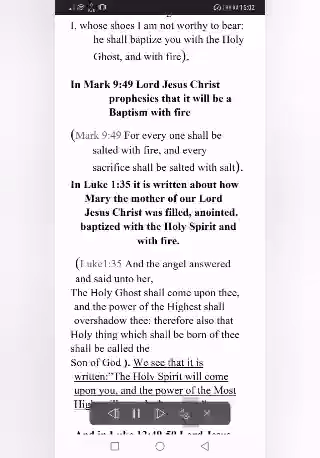 15:02
I, whose shoes I am not worthy to bear:
he shall baptize you with the Holy
Ghost, and with fire).
In Mark 9:49 Lord Jesus Christ
prophesies that it will be a
Baptism with fire
(Mark 9:49 For every one shall be
salted with fire, and every
sacrifice shall be salted with salt).
In Luke 1:35 it is written about how
Mary the mother of our Lord
Jesus Christ was filled, anointed,
baptized with the Holy Spirit and
with fire.
(Luke1:35 And the angel answered
and said unto her,
The Holy Ghost shall come upon thee,
and the power of the Highest shall
overshadow thee: therefore also that
Holy thing which shall be born of thee
shall be called the
Son of God ). We see that it is
written:"The Holy Spirit will come
upon you, and the power of the Most